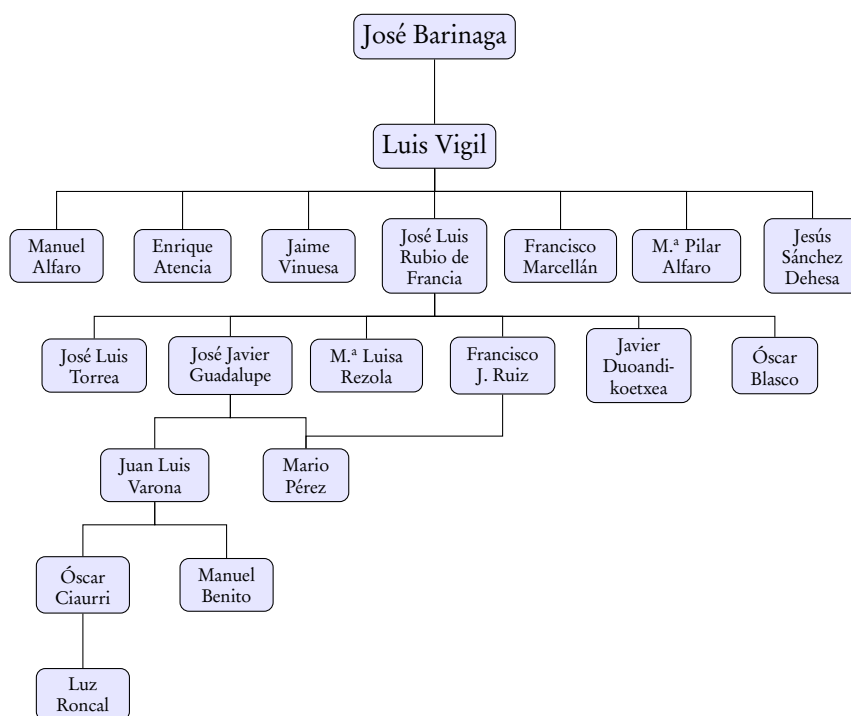 José Barinaga
Luis Vigil
Manuel
Alfaro
Enrique
Atencia
Jaime
Vinuesa
José Luis
Rubio de
Francia
Francisco
Marcellán
M.ª Pilar
Alfaro
Jesús
Sánchez
Dehesa
José Luis
Torrea
José Javier
Guadalupe
M.ª Luisa
Rezola
Francisco
J. Ruiz
Javier
Duoandi-
koetxea
Óscar
Blasco
Juan Luis
Varona
Mario
Pérez
Óscar
Ciaurri
Manuel
Benito
Luz
Roncal